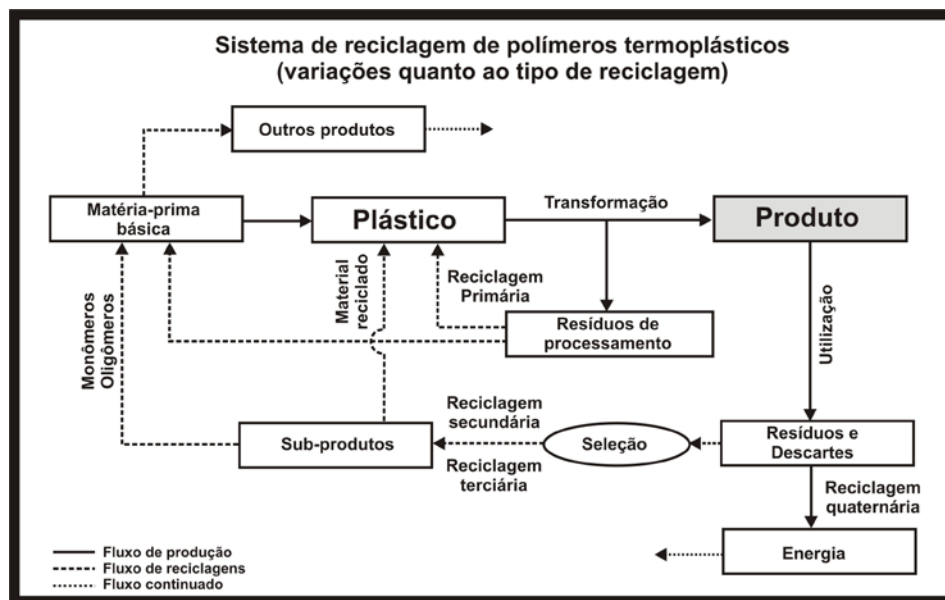 Sistema de reciclagem de polímeros termoplásticos
(variações quanto ao tipo de reciclagem)
Outros produtos
Matéria-prima
básica
Plástico
Transformação
Produto
Material
reciclado
Reciclagem
Primária
Resíduos de
processamento
Utilização
Monômeros
Oligômeros
Sub-produtos
Reciclagem
secundária
Reciclagem
terciária
Seleção
Resíduos e
Descartes
Reciclagem
quaternária
Energia
Fluxo de produção
Fluxo de reciclagens
Fluxo continuado